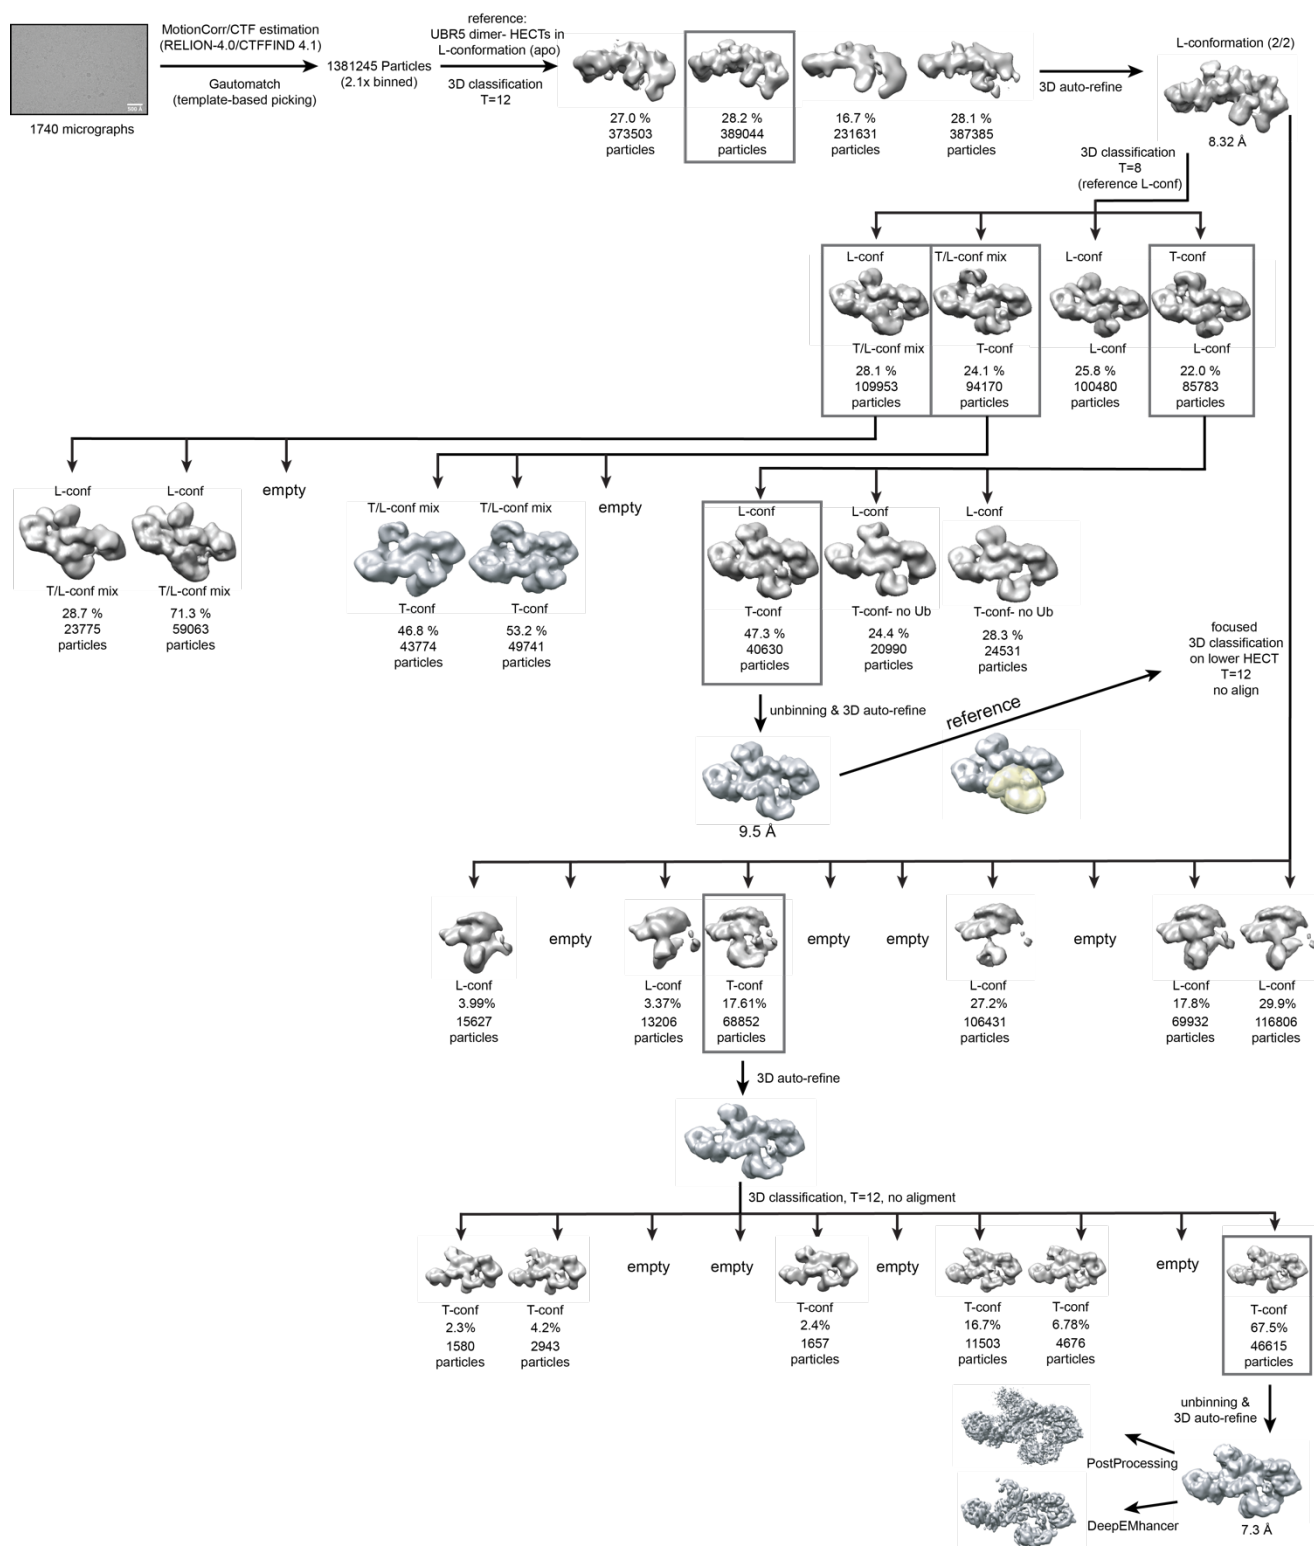 MotionCorr/CTF estimation
(RELION-4.0/CTFFIND 4.1)
Gautomatch
(template-based picking)
1740 micrographs
1381245 Particles
(2.1x binned)
reference:
UBR5 dimer- HECTs in
L-conformation (apo)
3D classification
T=12
27.0 %
373503
particles
28.2 %
389044
particles
16.7 %
231631
particles
28.1 %
387385
particles
3D auto-refine
L-conformation (2/2)
8.32 Å
3D classification
T=8
(reference L-conf)
L-conf
T/L-conf mix
28.1 %
109953
particles
T/L-conf mix
T-conf
24.1 %
94170
particles
L-conf
L-conf
25.8 %
100480
particles
T-conf
L-conf
22.0 %
85783
particles
L-conf
T/L-conf mix
28.7 %
23775
particles
L-conf
T/L-conf mix
71.3 %
59063
particles
empty
T/L-conf mix
T-conf
46.8 %
43774
particles
T/L-conf mix
T-conf
53.2 %
49741
particles
empty
L-conf
T-conf
47.3 %
40630
particles
L-conf
T-conf- no Ub
24.4 %
20990
particles
L-conf
T-conf- no Ub
28.3 %
24531
particles
unbinning & 3D auto-refine
9.5 Å
reference
focused
3D classification
on lower HECT
T=12
no align
L-conf
3.99%
15627
particles
empty
L-conf
3.37%
13206
particles
T-conf
17.61%
68852
particles
empty
empty
L-conf
27.2%
106431
particles
empty
L-conf
17.8%
69932
particles
L-conf
29.9%
116806
particles
3D auto-refine
3D classification, T=12, no aligment
T-conf
2.3%
1580
particles
T-conf
4.2%
2943
particles
empty
empty
T-conf
2.4%
1657
particles
empty
T-conf
16.7%
11503
particles
T-conf
6.78%
4676
particles
empty
T-conf
67.5%
46615
particles
unbinning &
3D auto-refine
PostProcessing
DeepEMhancer
7.3 Å